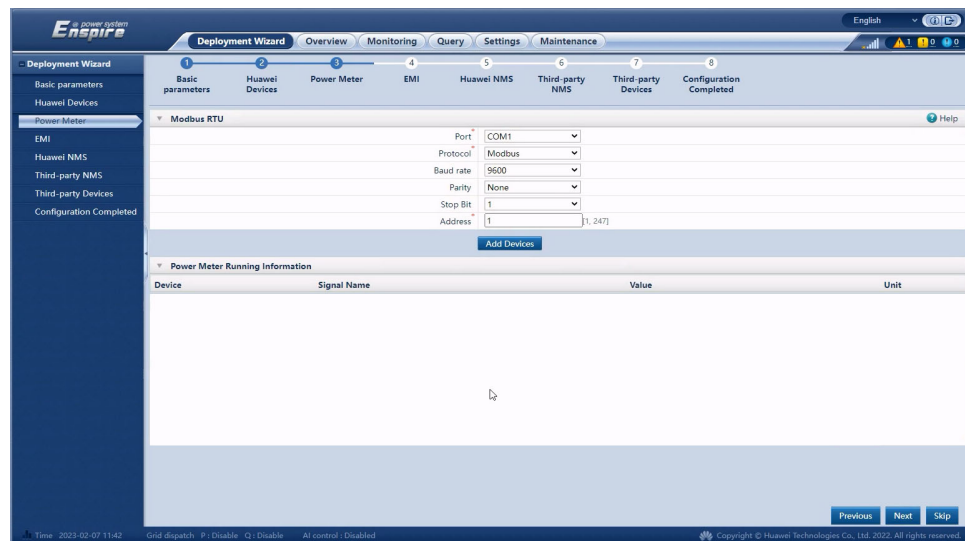 Enspire @ power system
English
Deployment Wizard Overview Monitoring Query Settings Maintenance
1 0 0
Deployment Wizard
Basic parameters
Huawei Devices
Power Meter
EMI
Huawei NMS
Third-party NMS
Third-party Devices
Configuration Completed
1 2 3 4 5 6 7 8
Basic parameters
Huawei Devices
Power Meter
EMI
Huawei NMS
Third-party NMS
Third-party Devices
Configuration Completed
Modbus RTU Help
Port * COM1
Protocol * Modbus
Baud rate 9600
Parity None
Stop Bit 1
Address * 1 [1, 247]
Add Devices
Power Meter Running Information
Device Signal Name Value Unit
Previous Next Skip
Time 2023-02-07 11:42 Grid dispatch P : Disable Q : Disable AI control : Disabled Copyright © Huawei Technologies Co., Ltd. 2022. All rights reserved.